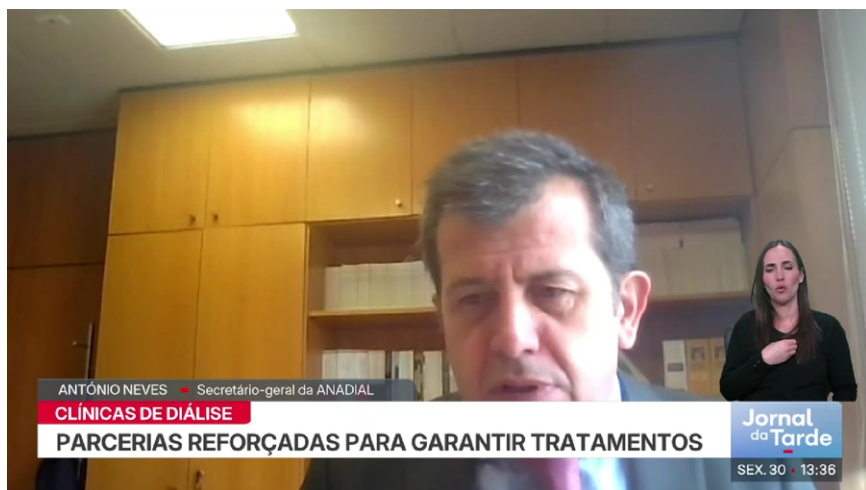 ANTÓNIO NEVES Secretário-geral da ANADIAL
CLÍNICAS DE DIÁLISE
PARCERIAS REFORÇADAS PARA GARANTIR TRATAMENTOS
Jornal
da Tarde
SEX. 30 13:36